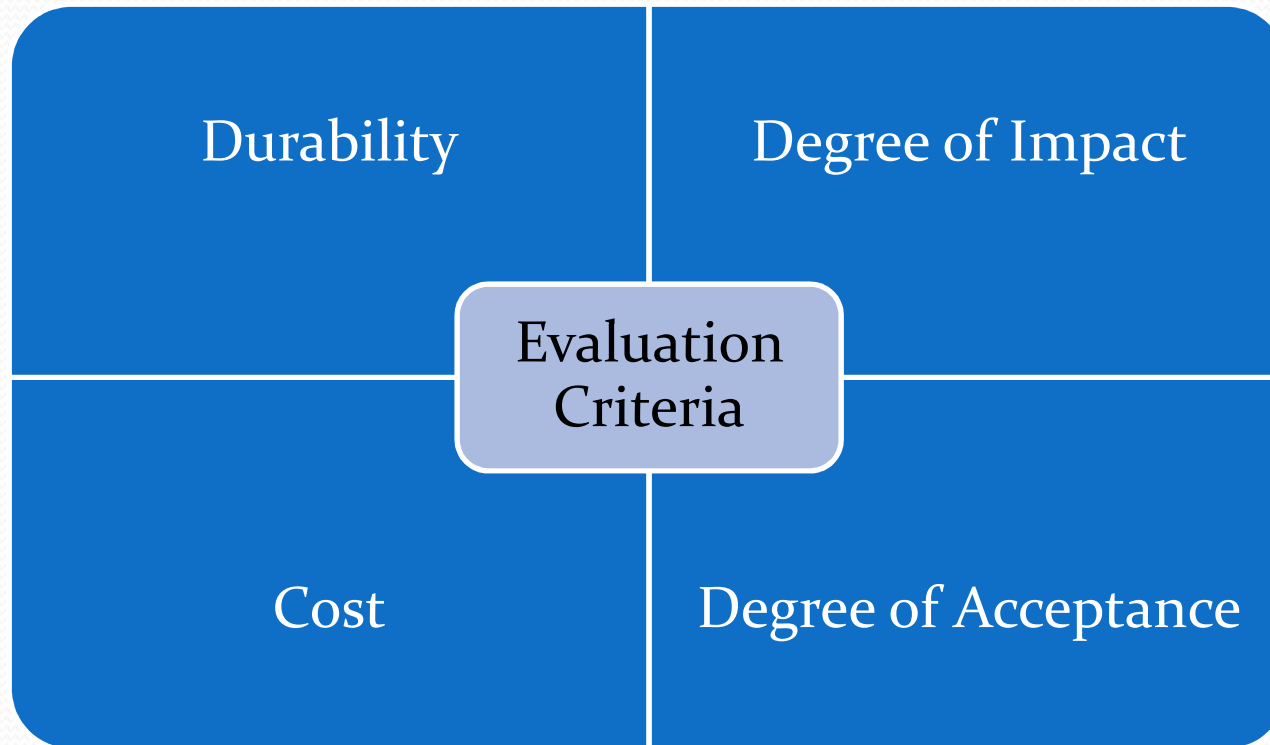 Durability
Degree of Impact
Evaluation
Criteria
Cost
Degree of Acceptance